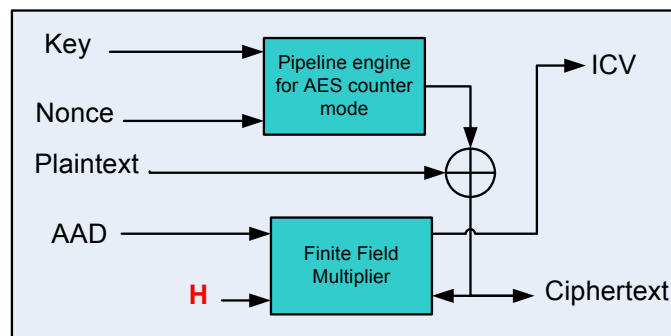 Key
Pipeline engine
for AES counter
mode
ICV
Nonce
Plaintext
AAD
Finite Field
Multiplier
H
Ciphertext